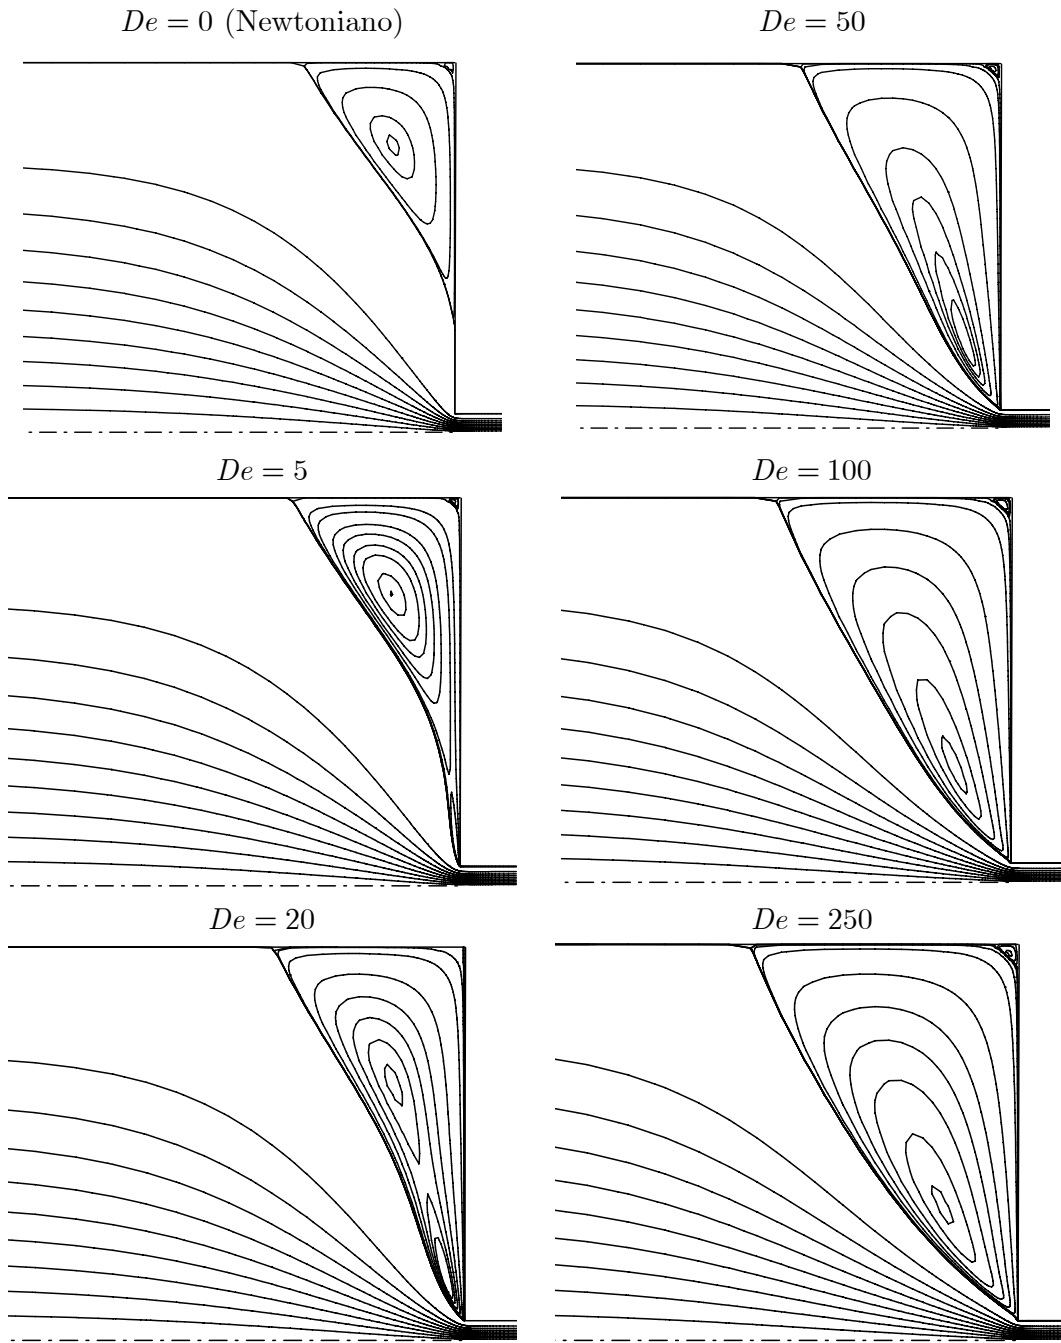 De = 0 (Newtoniano)
De = 50
De = 5
De = 100
De = 20
De = 250